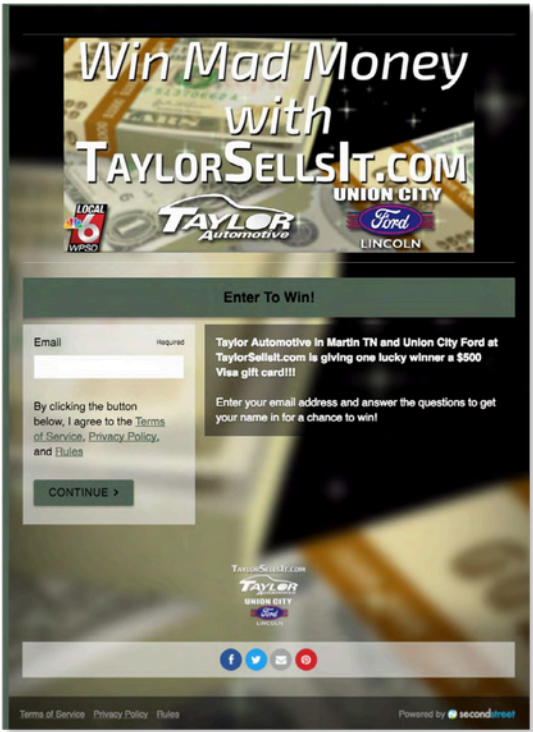 Win Mad Money
with
TAYLORSELLSIT.COM
UNION CITY
LOCAL
6
WPSD
TAYLOR
Automotive
Ford
LINCOLN
Enter To Win!
Email
Required
By clicking the button
below, I agree to the Terms
of Service, Privacy Policy,
and Rules
CONTINUE >
Taylor Automotive in Martin TN and Union City Ford at
TaylorSellsIt.com is giving one lucky winner a $500
Visa gift card!!!
Enter your email address and answer the questions to get
your name in for a chance to win!
TAYLORSELLSIT.COM
TAYLOR
Automotive
UNION CITY
Ford
LINCOLN
Terms of Service Privacy Policy Rules
Powered by secondstreet